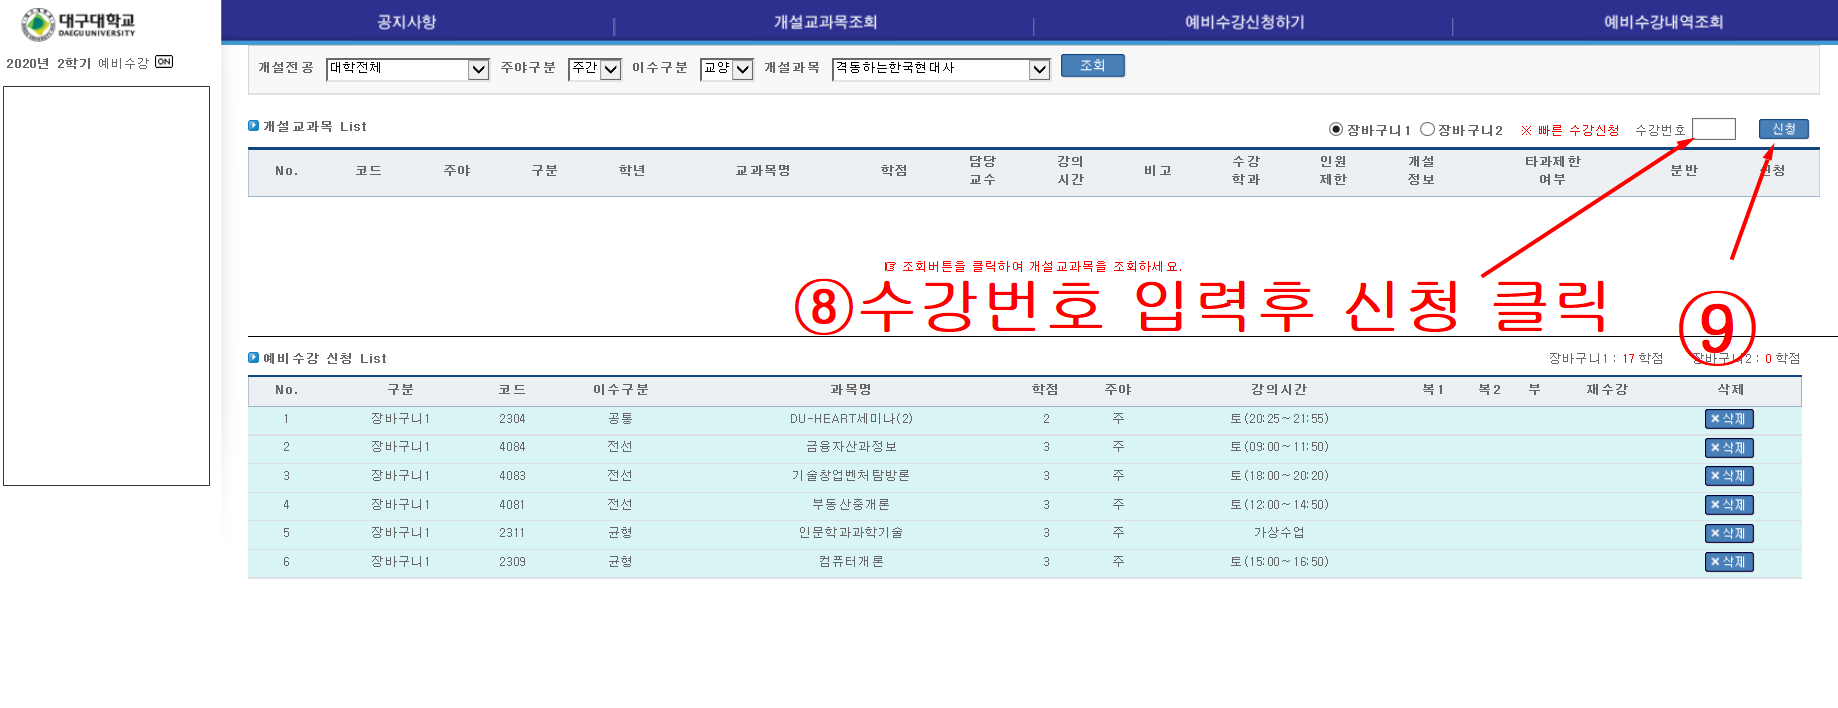 대구대학교
DAEGU UNIVERSITY
공지사항 개설교과목조회 예비수강신청하기 예비수강내역조회
2020년 2학기 예비수강 ON
개설전공 대학전체 주야구분 주간 이수구분 교양 개설과목 격동하는한국현대사 조회
개설교과목 List
장바구니1 장바구니2 ※ 빠른 수강신청 수강번호 신청
No. 코드 주야 구분 학년 교과목명 학점 담당 교수 강의 시간 비고 수강 학과 인원 제한 개설 정보 타과제한 여부 분반 신청
☞ 조회버튼을 클릭하여 개설교과목을 조회하세요.
⑧수강번호 입력후 신청 클릭
⑨
예비수강 신청 List
장바구니1 : 17 학점 장바구니2 : 0 학점
No. 구분 코드 이수구분 과목명 학점 주야 강의시간 복1 복2 부 재수강 삭제
1 장바구니1 2304 공통 DU-HEART세미나(2) 2 주 토(20:25~21:55) 삭제
2 장바구니1 4084 전선 금융자산과정보 3 주 토(09:00~11:50) 삭제
3 장바구니1 4083 전선 기술창업벤처탐방론 3 주 토(18:00~20:20) 삭제
4 장바구니1 4081 전선 부동산중개론 3 주 토(12:00~14:50) 삭제
5 장바구니1 2311 균형 인문학과과학기술 3 주 가상수업 삭제
6 장바구니1 2309 균형 컴퓨터개론 3 주 토(15:00~16:50) 삭제